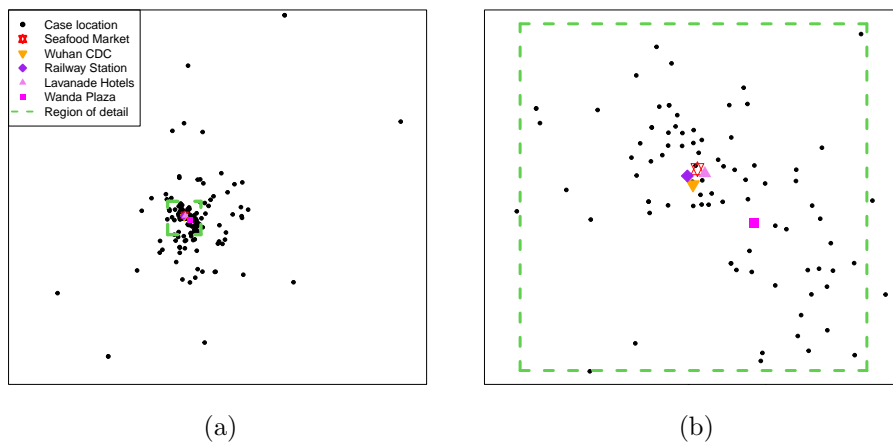 Case location
Seafood Market
Wuhan CDC
Railway Station
Lavanade Hotels
Wanda Plaza
Region of detail
(a)
(b)